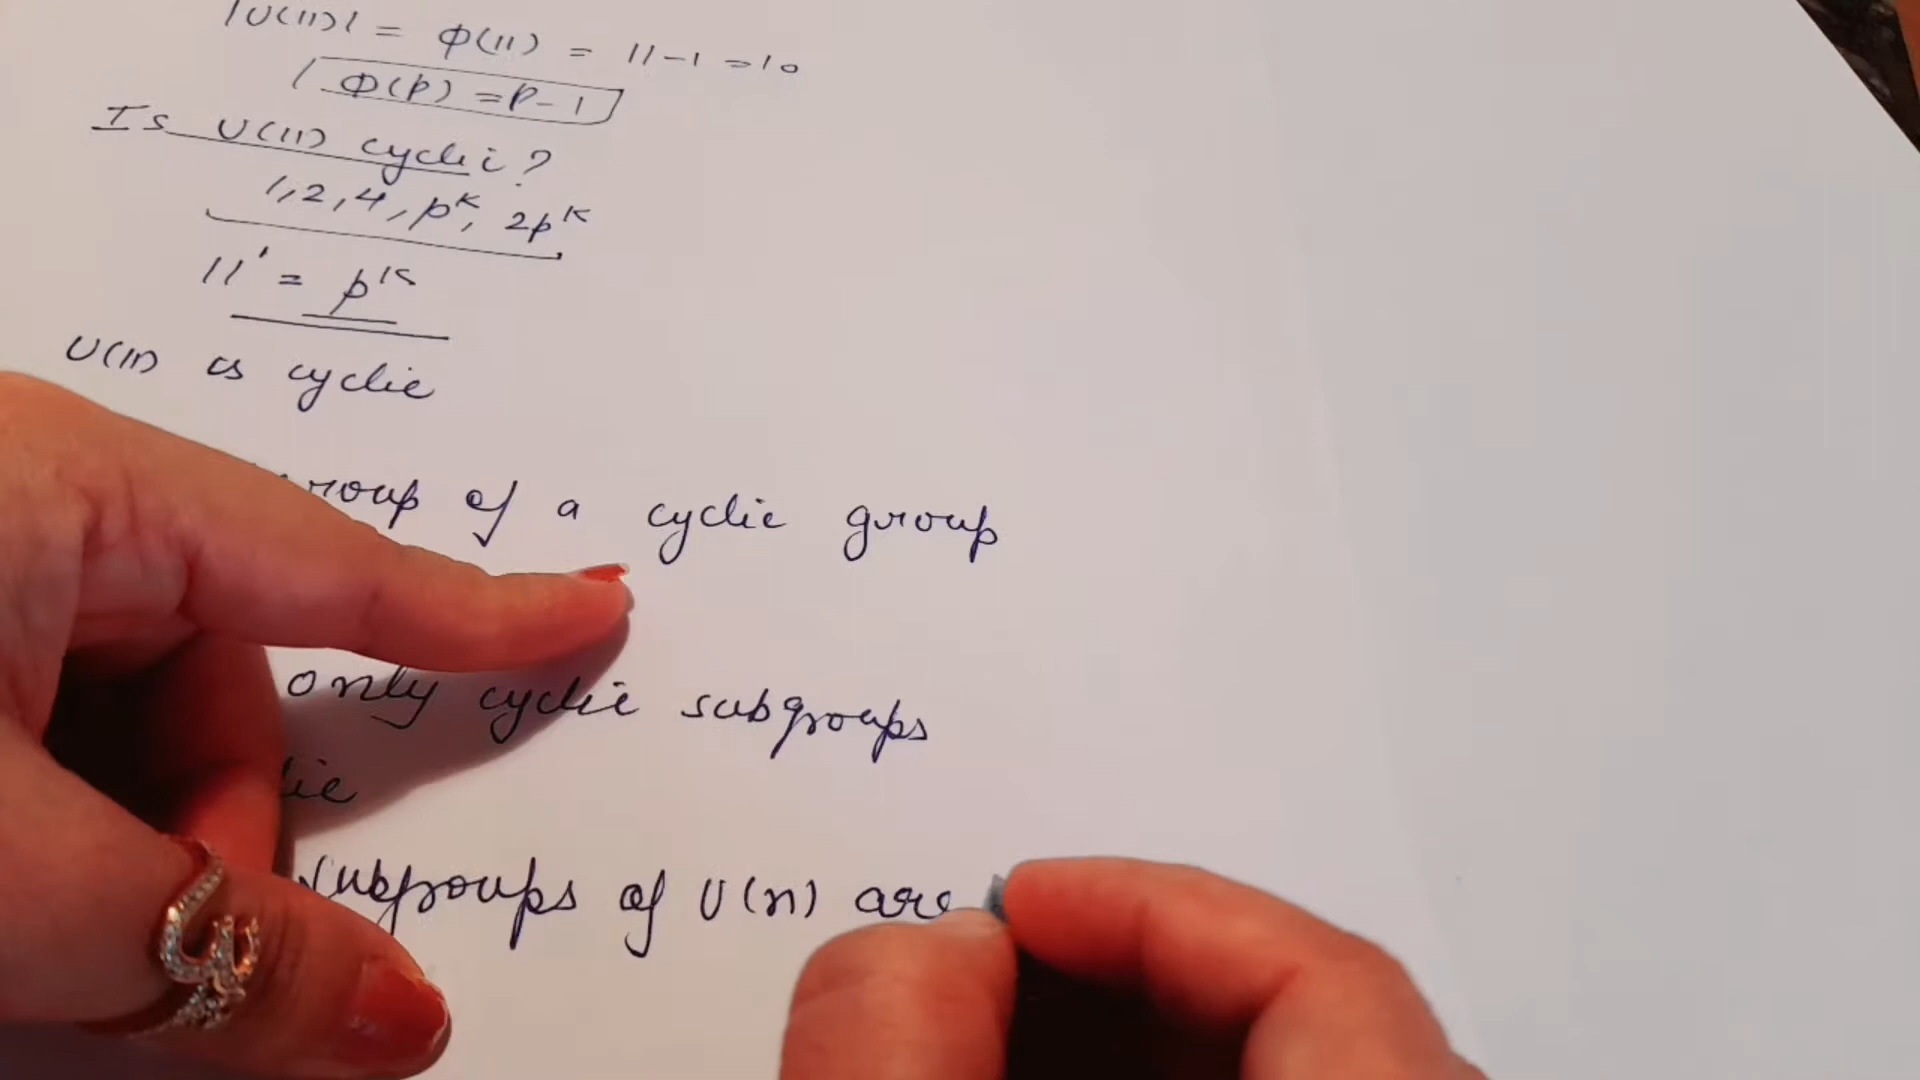 |U(11)| = φ(11) = 11-1 = 10
φ(p) = p-1
Is U(11) cyclic?
1, 2, 4, p^k, 2p^k
11' = p^k
U(11) is cyclic
of a cyclic group
only cyclic subgroups
subgroups of U(n) are